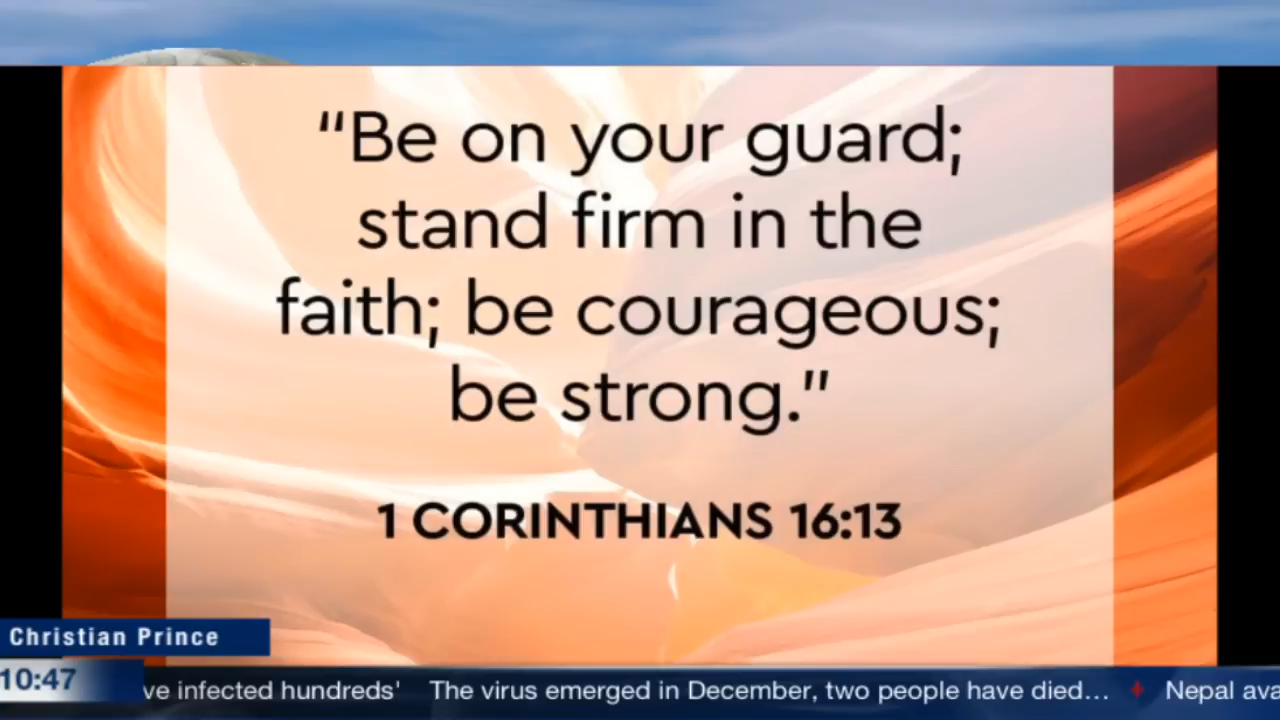 “Be on your guard;
stand firm in the
faith; be courageous;
be strong.”
1 CORINTHIANS 16:13
Christian Prince
10:47
ve infected hundreds' The virus emerged in December, two people have died... Nepal ava